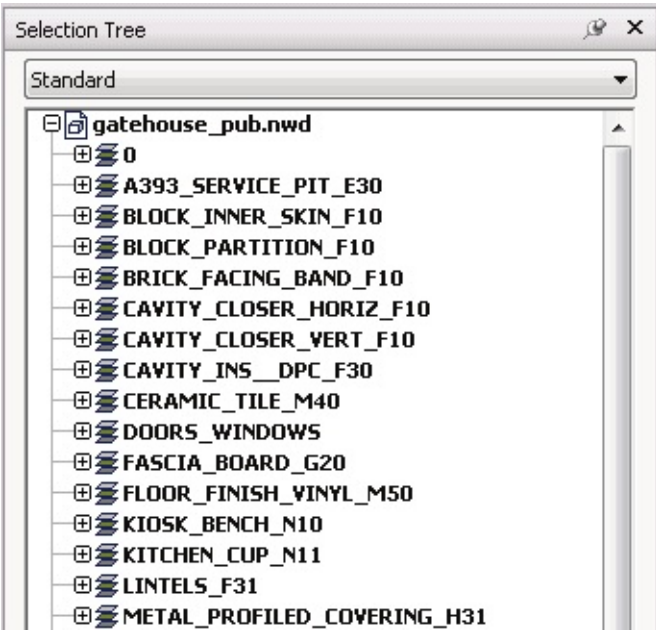 Selection Tree
Standard
gatehouse_pub.nwd
0
A393_SERVICE_PIT_E30
BLOCK_INNER_SKIN_F10
BLOCK_PARTITION_F10
BRICK_FACING_BAND_F10
CAVITY_CLOSER_HORIZ_F10
CAVITY_CLOSER_VERT_F10
CAVITY_INS__DPC_F30
CERAMIC_TILE_M40
DOORS_WINDOWS
FASCIA_BOARD_G20
FLOOR_FINISH_VINYL_M50
KIOSK_BENCH_N10
KITCHEN_CUP_N11
LINTELS_F31
METAL_PROFILED_COVERING_H31